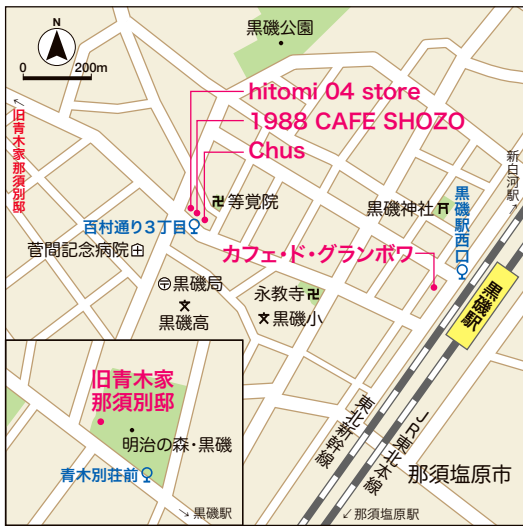 N
0 200m
黒磯公園
hitomi 04 store
1988 CAFE SHOZO
Chus
←旧青木家那須別邸
新白河駅→
卍等覚院
百村通り3丁目
菅間記念病院
黒磯神社
黒磯駅西口
カフェ・ド・グランボワ
〶黒磯局
文
黒磯高
永教寺卍
文黒磯小
黒磯駅
旧青木家
那須別邸
明治の森・黒磯
青木別荘前
→黒磯駅
東北新幹線
JR東北本線
那須塩原市
↙那須塩原駅